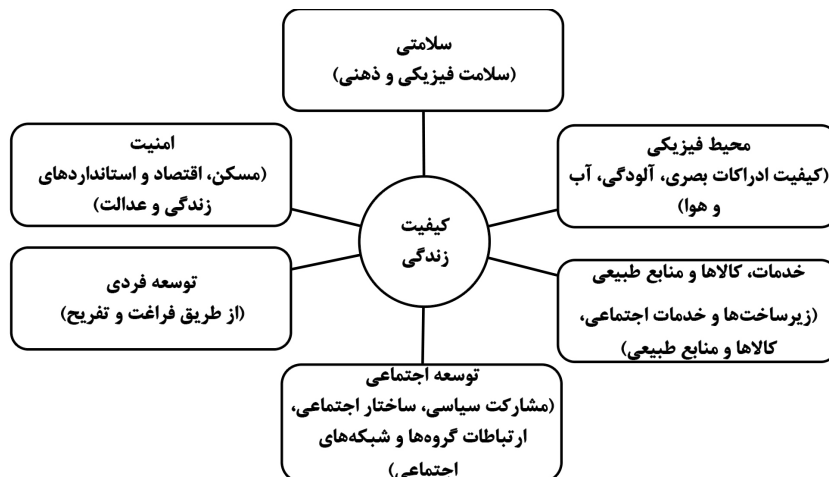 سلامتی
(سلامت فیزیکی و ذهنی)
محیط فیزیکی
(کیفیت ادراکات بصری، آلودگی، آب
و هوا)
امنیت
(مسکن، اقتصاد و استانداردهای
زندگی و عدالت)
کیفیت
زندگی
خدمات، کالاها و منابع طبیعی
(زیرساخت‌ها و خدمات اجتماعی،
کالاها و منابع طبیعی)
توسعه فردی
(از طریق فراغت و تفریح)
توسعه اجتماعی
(مشارکت سیاسی، ساختار اجتماعی،
ارتباطات گروه‌ها و شبکه‌های
اجتماعی)